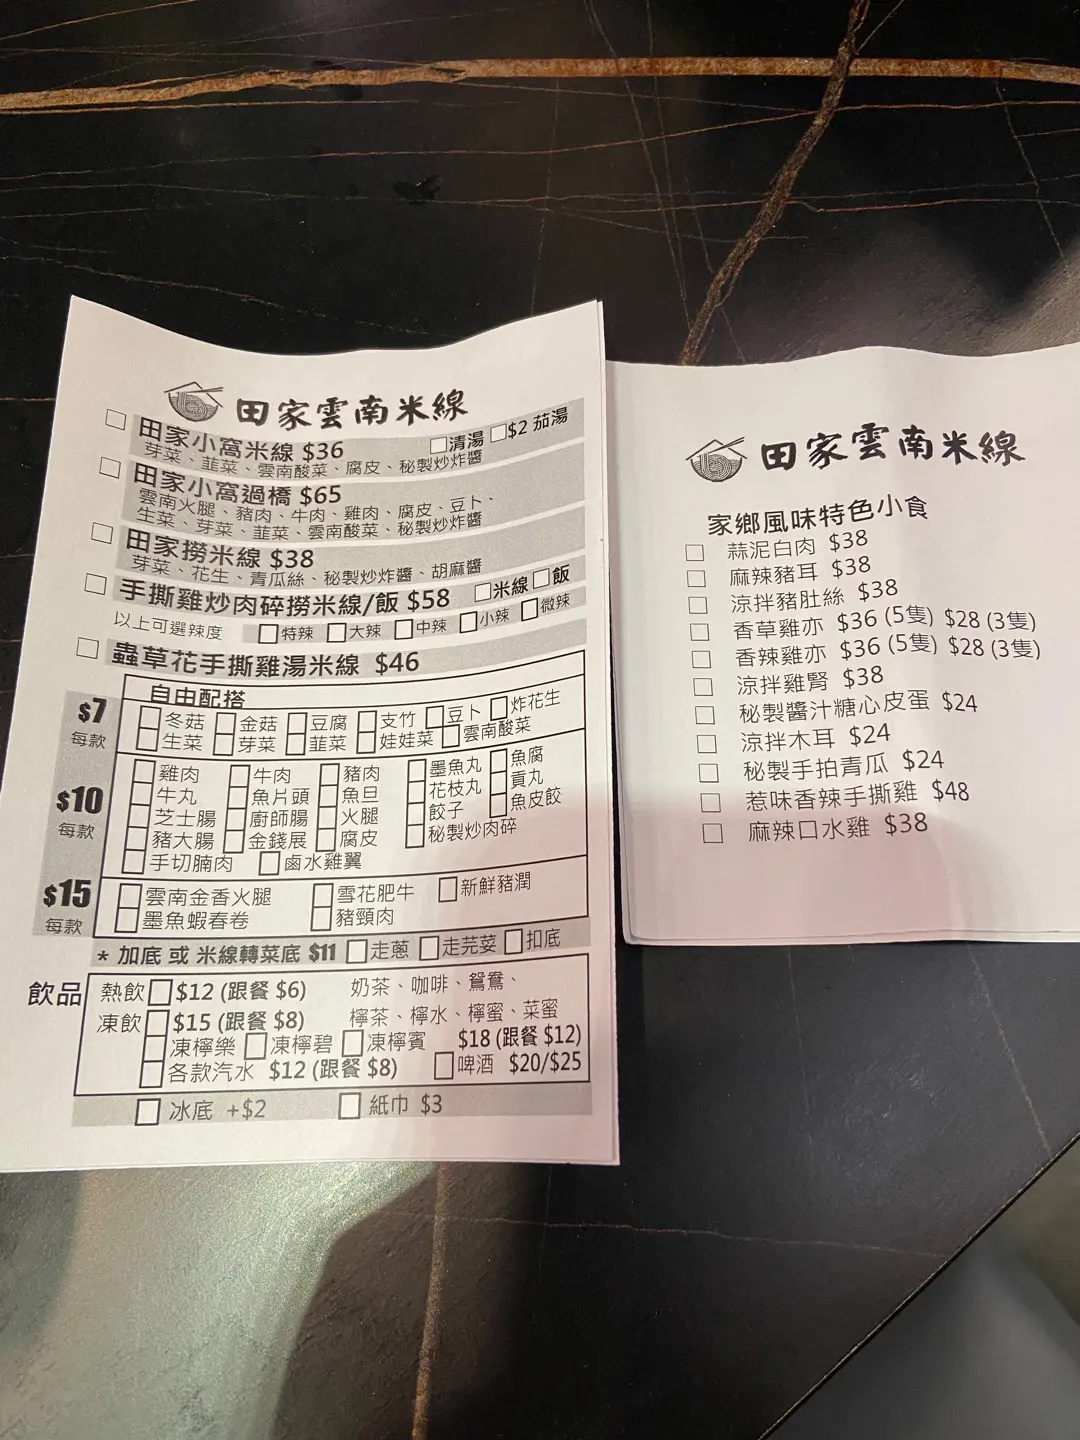 田家雲南米線
田家小窩米線 $36 清湯 $2 茄湯
芽菜、韮菜、雲南酸菜、腐皮、秘製炒炸醬
田家小窩過橋 $65
雲南火腿、豬肉、牛肉、雞肉、腐皮、豆卜、
生菜、芽菜、韮菜、雲南酸菜、秘製炒炸醬
田家撈米線 $38
芽菜、花生、青瓜絲、秘製炒炸醬、胡麻醬
手撕雞炒肉碎撈米線/飯 $58 米線 飯
以上可選辣度 特辣 大辣 中辣 小辣 微辣
蟲草花手撕雞湯米線 $46
自由配搭
$7 每款
冬菇 金菇 豆腐 支竹 豆卜 炸花生
生菜 芽菜 韮菜 娃娃菜 雲南酸菜
$10 每款
雞肉 牛肉 豬肉 墨魚丸 魚腐
牛丸 魚片頭 魚旦 花枝丸 貢丸
芝士腸 廚師腸 火腿 餃子 魚皮餃
豬大腸 金錢展 腐皮 秘製炒肉碎
手切腩肉 鹵水雞翼
$15 每款
雲南金香火腿 雪花肥牛 新鮮豬潤
墨魚蝦春卷 豬頸肉
* 加底 或 米線轉菜底 $11 走蔥 走芫荽 扣底
飲品
熱飲 $12 (跟餐 $6) 奶茶、咖啡、鴛鴦、
凍飲 $15 (跟餐 $8) 檸茶、檸水、檸蜜、菜蜜
凍檸樂 凍檸碧 凍檸賓 $18 (跟餐 $12)
各款汽水 $12 (跟餐 $8) 啤酒 $20/$25
冰底 +$2 紙巾 $3
田家雲南米線
家鄉風味特色小食
蒜泥白肉 $38
麻辣豬耳 $38
涼拌豬肚絲 $38
香草雞亦 $36 (5隻) $28 (3隻)
香辣雞亦 $36 (5隻) $28 (3隻)
涼拌雞腎 $38
秘製醬汁糖心皮蛋 $24
涼拌木耳 $24
秘製手拍青瓜 $24
惹味香辣手撕雞 $48
麻辣口水雞 $38